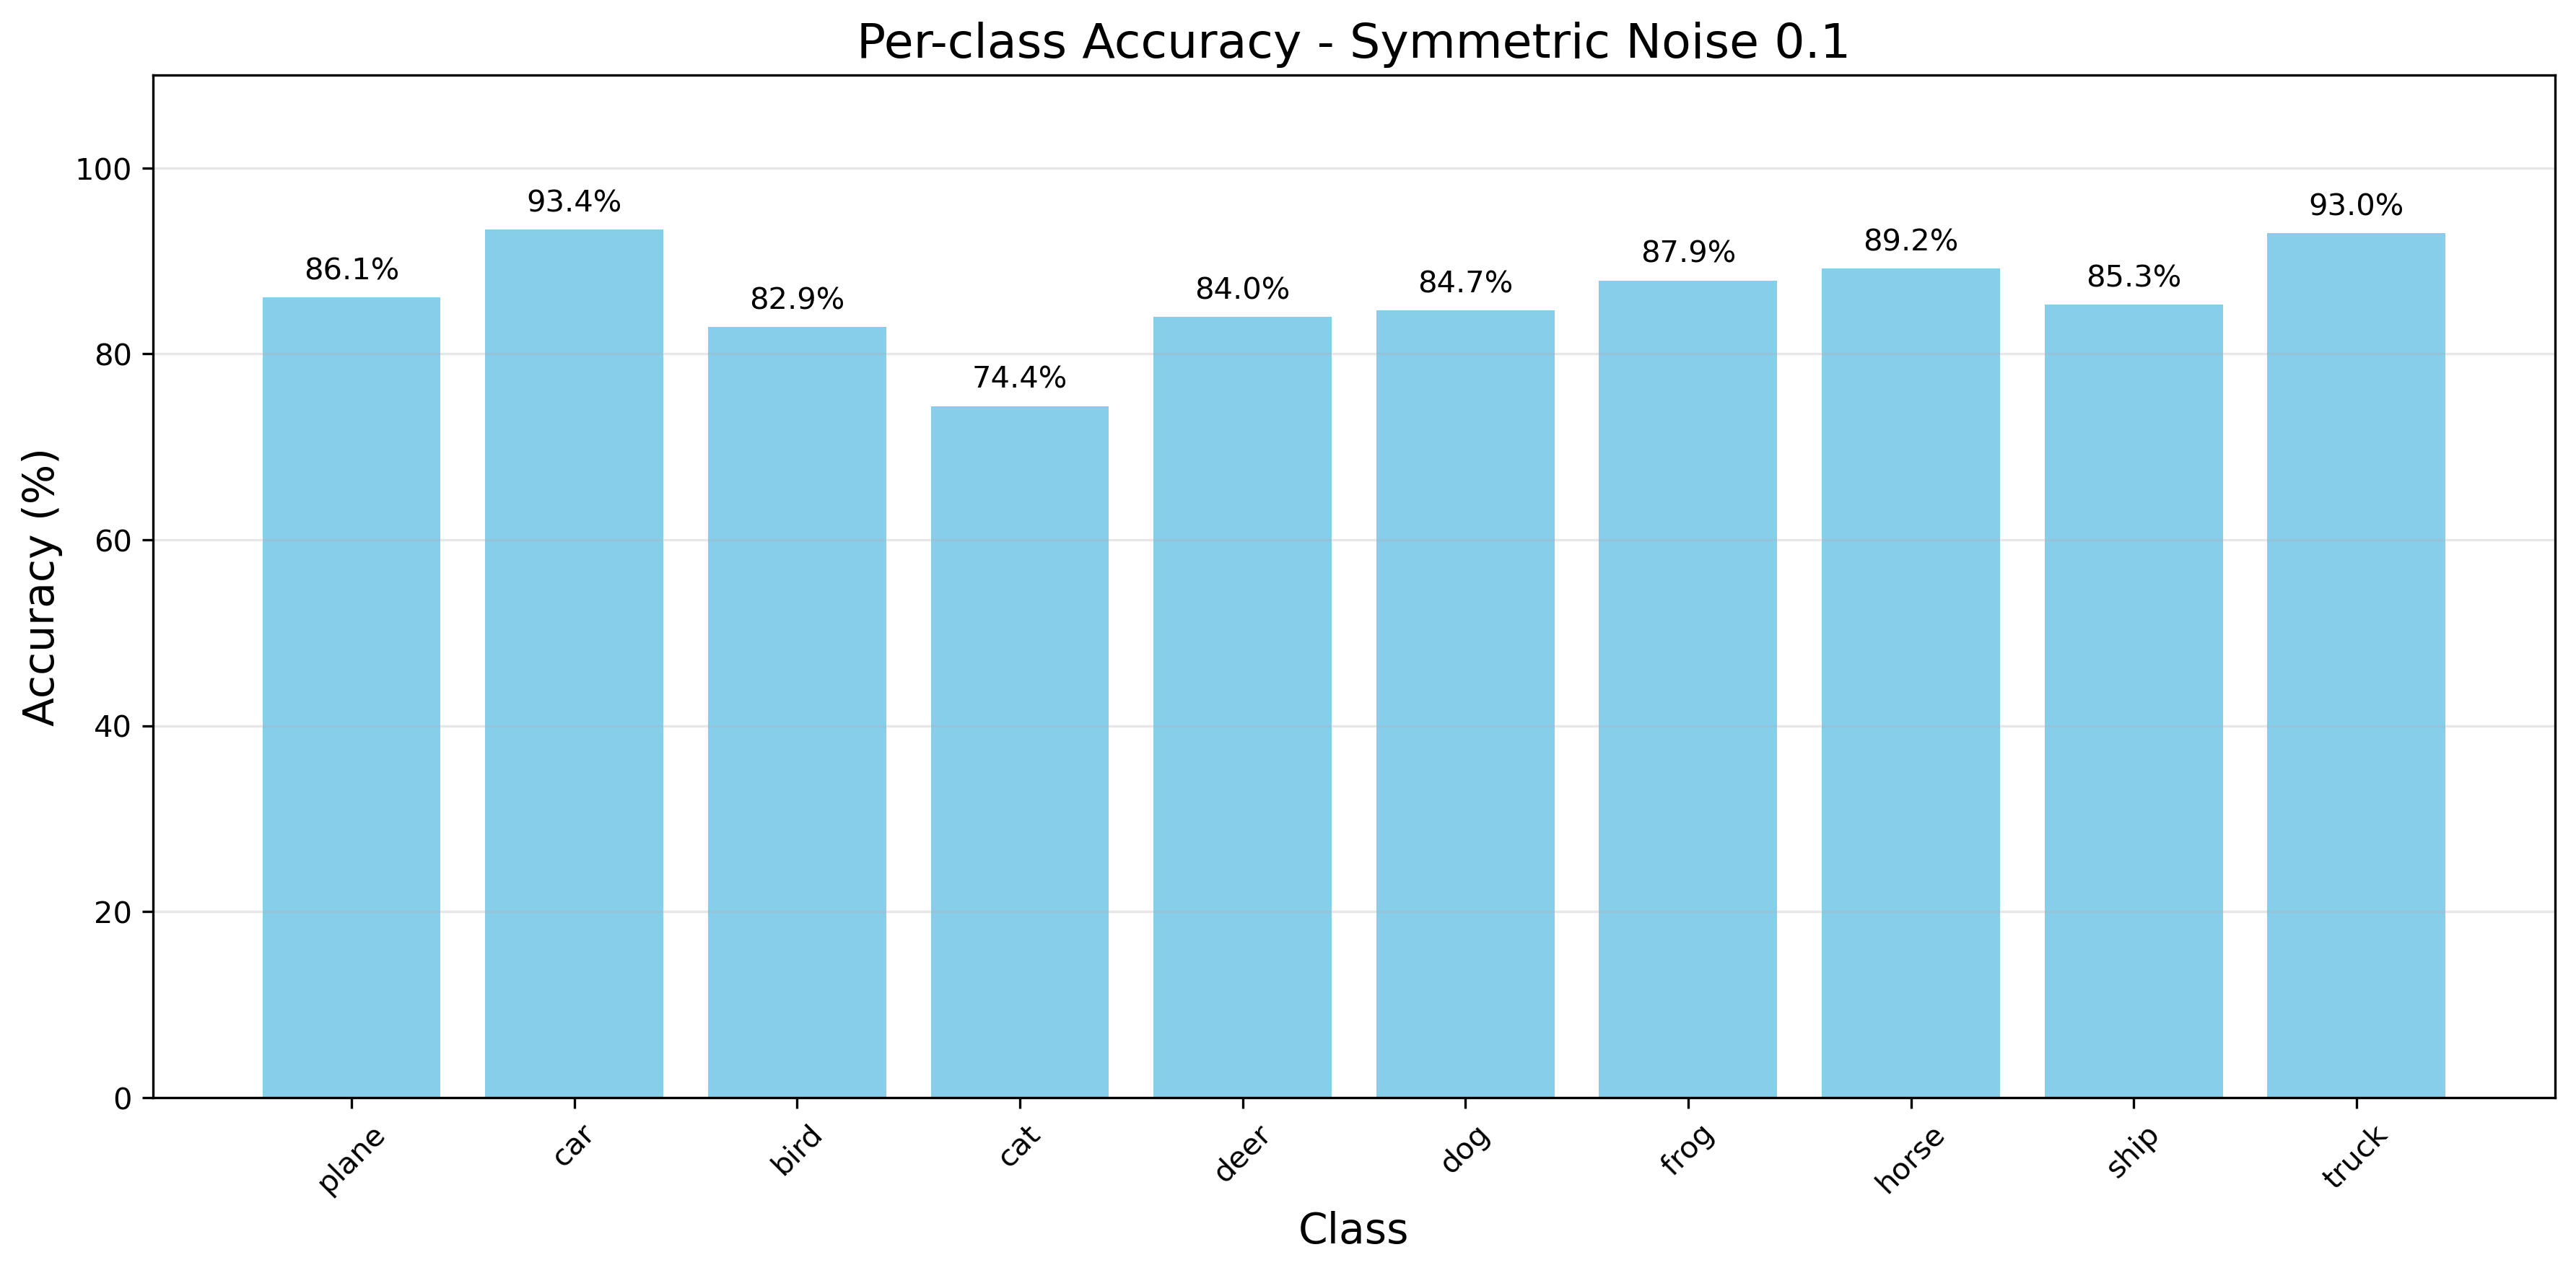 Per-class Accuracy - Symmetric Noise 0.1
Accuracy (%)
100
80
60
40
20
0
86.1%
93.4%
82.9%
74.4%
84.0%
84.7%
87.9%
89.2%
85.3%
93.0%
plane
car
bird
cat
deer
dog
frog
horse
ship
truck
Class